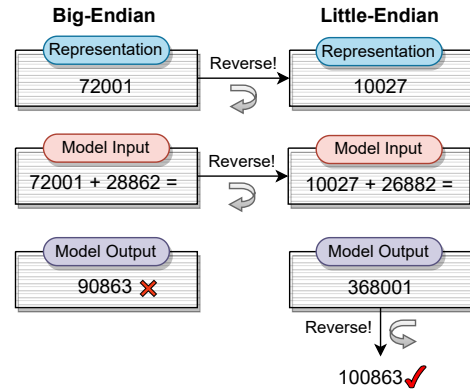 Big-Endian
Little-Endian
Representation
Representation
72001
Reverse!
10027
Model Input
Model Input
72001 + 28862 =
Reverse!
10027 + 26882 =
Model Output
Model Output
90863
368001
Reverse!
100863